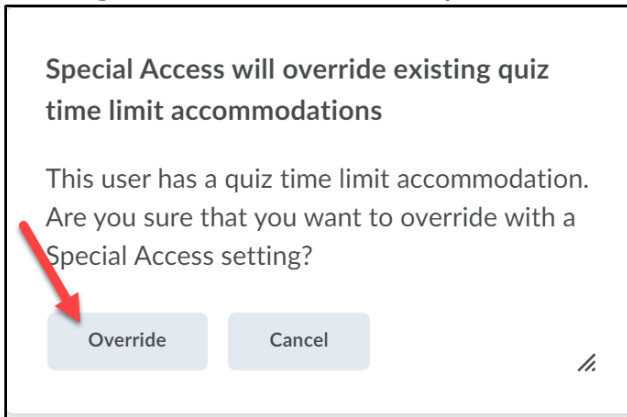 Special Access will override existing quiz
time limit accommodations
This user has a quiz time limit accommodation.
Are you sure that you want to override with a
Special Access setting?
Override Cancel